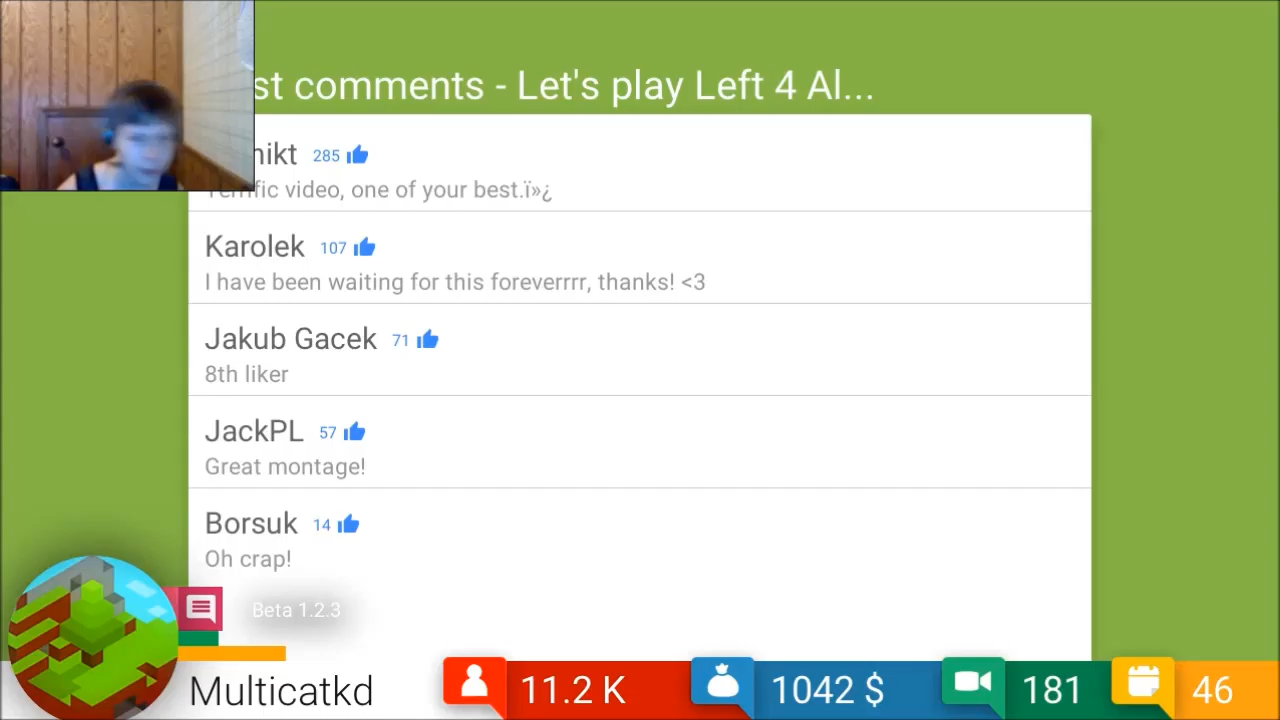 st comments - Let's play Left 4 Al...
nikt 285
Terrific video, one of your best.ï»¿
Karolek 107
I have been waiting for this foreverrrr, thanks! <3
Jakub Gacek 71
8th liker
JackPL 57
Great montage!
Borsuk 14
Oh crap!
Beta 1.2.3
Multicatkd
11.2 K
1042 $
181
46